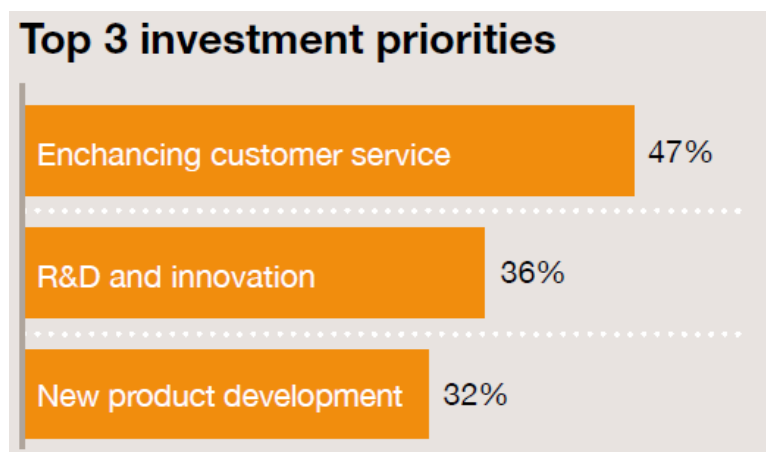 Top 3 investment priorities
Enchancing customer service 47%
R&D and innovation 36%
New product development 32%